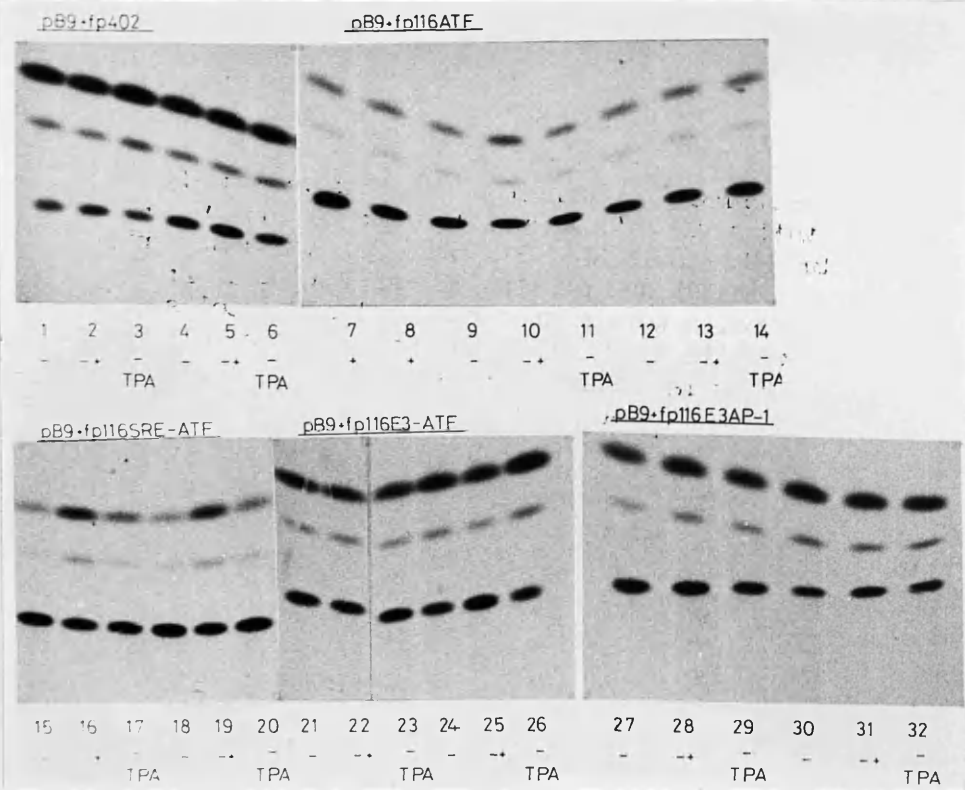 pB9+fp402 pB9+fp116ATF
1 2 3 4 5 6 7 8 9 10 11 12 13 14
- -+ - - -+ - + + - -+ - - -+ -
TPA TPA TPA TPA
pB9+fp116SRE-ATF pB9+fp116E3-ATF pB9+fp116E3AP-1
15 16 17 18 19 20 21 22 23 24 25 26 27 28 29 30 31 32
- + - - -+ - - -+ - - -+ - - -+ - - -+ -
TPA TPA TPA TPA TPA TPA